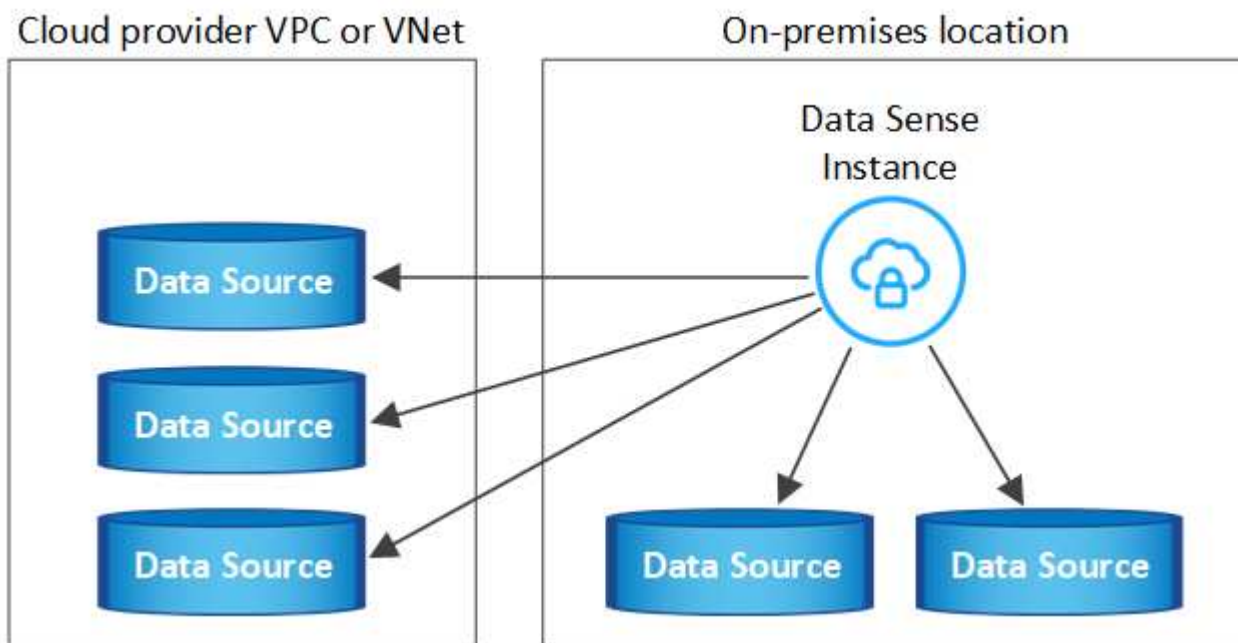 Cloud provider VPC or VNet
On-premises location
Data Sense
Instance
Data Source
Data Source
Data Source
Data Source
Data Source